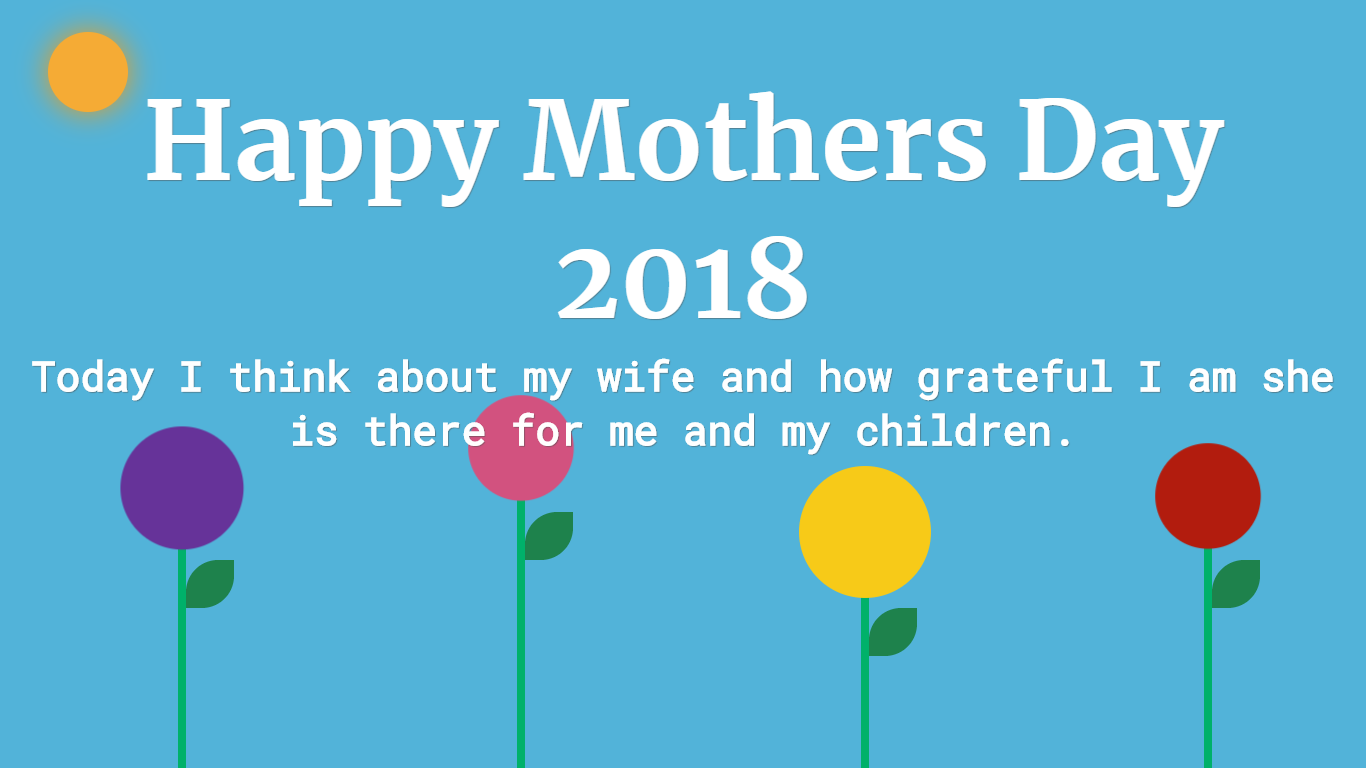 Happy Mothers Day
2018
Today I think about my wife and how grateful I am she
is there for me and my children.